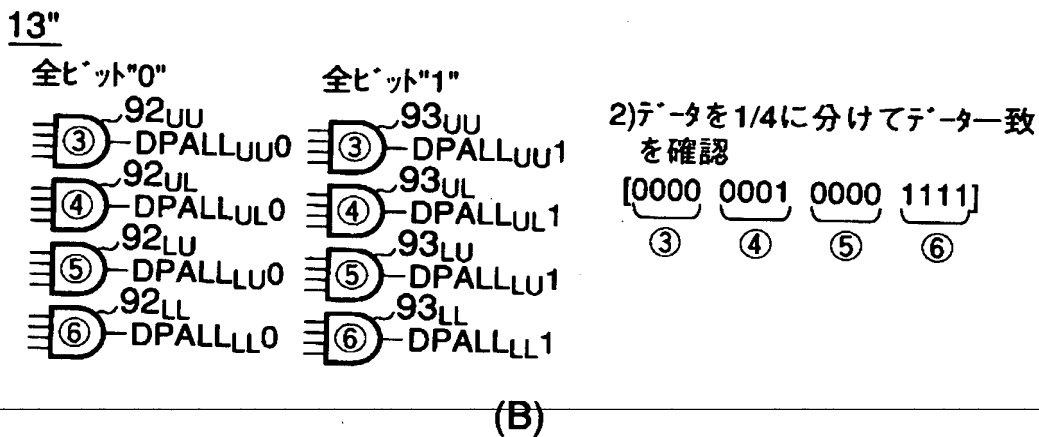 13"
全ビット"0"
③ 92UU DPALLUU0
④ 92UL DPALLUL0
⑤ 92LU DPALLLU0
⑥ 92LL DPALLLL0
全ビット"1"
③ 93UU DPALLUU1
④ 93UL DPALLUL1
⑤ 93LU DPALLLU1
⑥ 93LL DPALLLL1
2)データを1/4に分けてデータ一致
を確認
[0000 0001 0000 1111]
③ ④ ⑤ ⑥
(B)